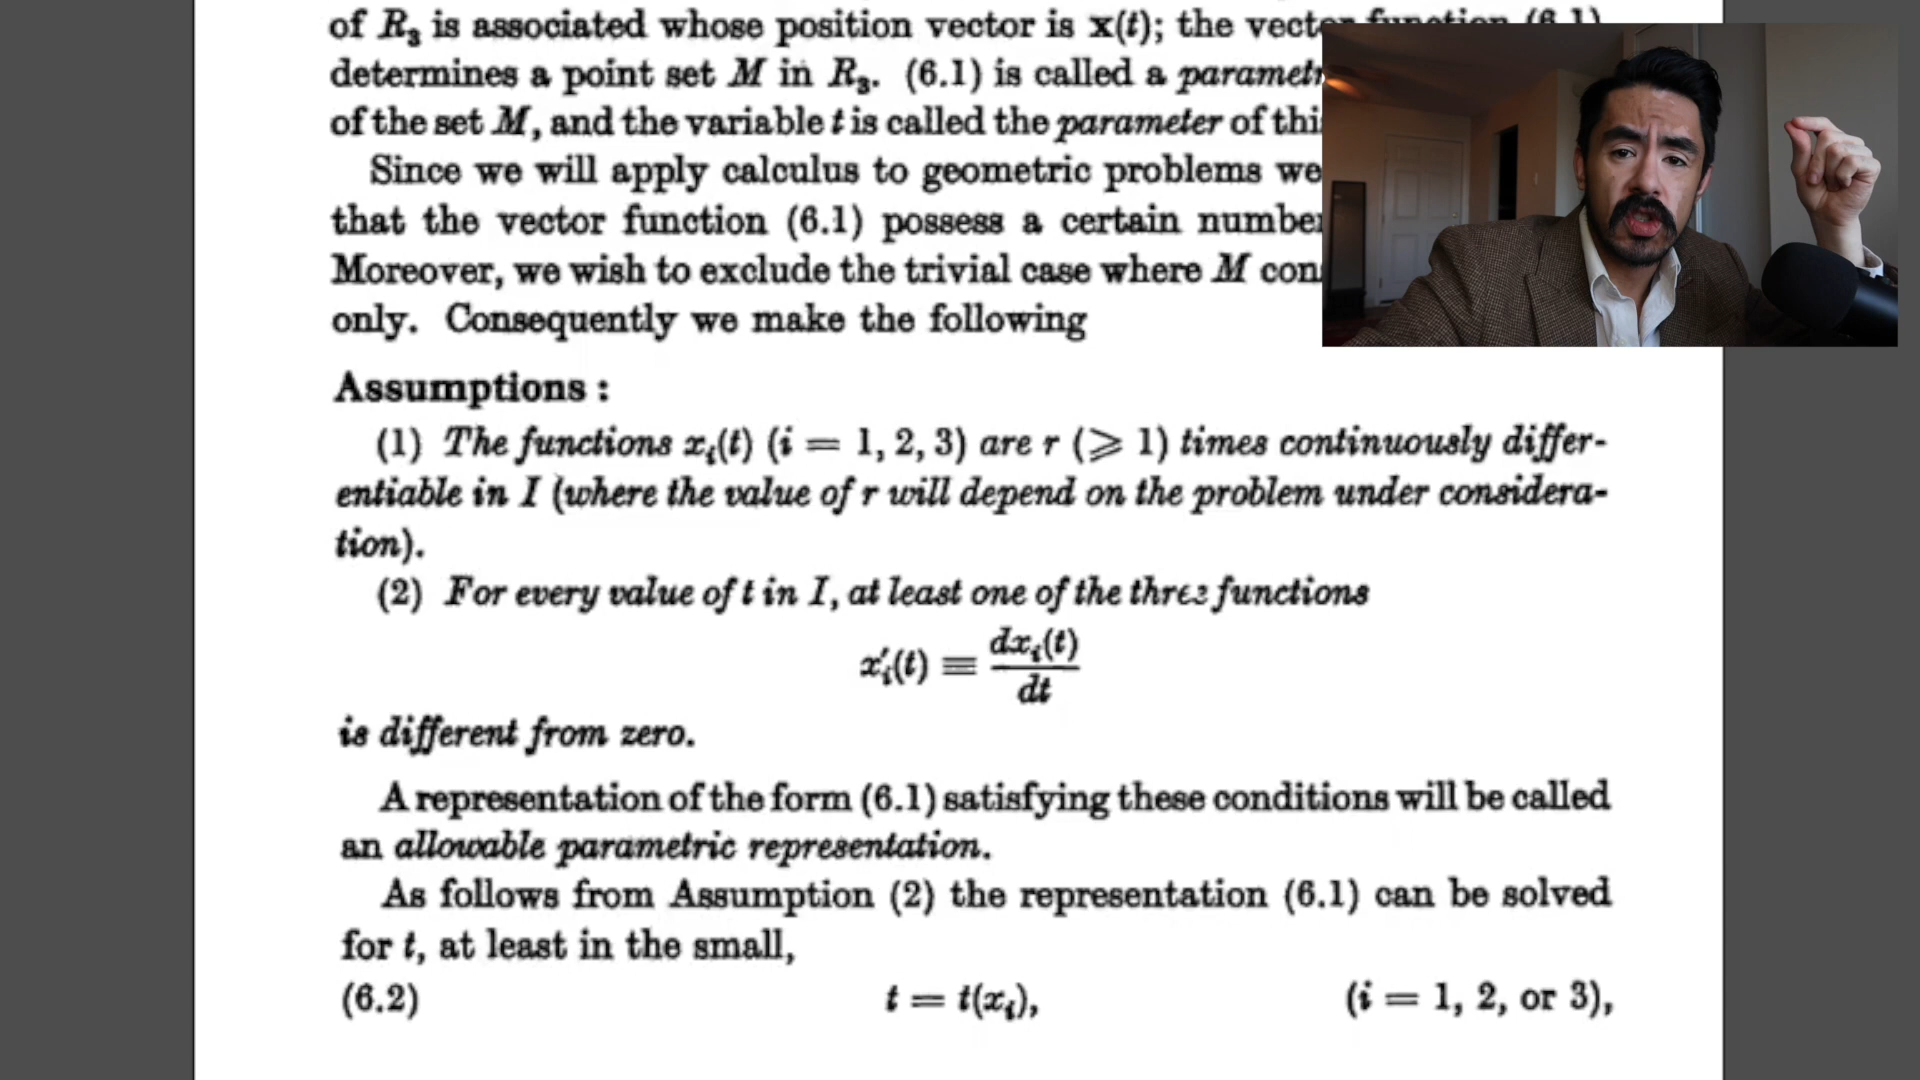 of R₃ is associated whose position vector is x(t); the vector function (6.1)
determines a point set M in R₃. (6.1) is called a
of the set M, and the variable t is called the parameter of
Since we will apply calculus to geometric problems we
that the vector function (6.1) possess a certain
Moreover, we wish to exclude the trivial case where M
only. Consequently we make the following
Assumptions :
(1) The functions xᵢ(t) (i = 1, 2, 3) are r (⩾ 1) times continuously differ-
entiable in I (where the value of r will depend on the problem under considera-
tion).
(2) For every value of t in I, at least one of the three functions
x′ᵢ(t) ≡ dxᵢ(t)/dt
is different from zero.
A representation of the form (6.1) satisfying these conditions will be called
an allowable parametric representation.
As follows from Assumption (2) the representation (6.1) can be solved
for t, at least in the small,
(6.2) t = t(xᵢ), (i = 1, 2, or 3),